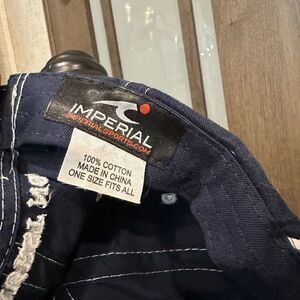 IMPERIAL
IMPERIALSPORTS.COM
100% COTTON
MADE IN CHINA
ONE SIZE FITS ALL